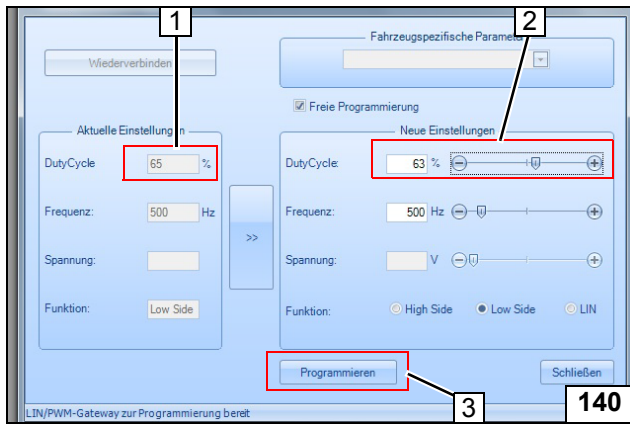 1
2
Fahrzeugspezifische Parameter
Wiederverbinden
Freie Programmierung
Aktuelle Einstellungen
Neue Einstellungen
DutyCycle
65 %
DutyCycle:
63 %
Frequenz:
500 Hz
Frequenz:
500 Hz
>>
Spannung:
Spannung:
V
Funktion:
Low Side
Funktion:
High Side
Low Side
LIN
Programmieren
Schließen
3
140
LIN/PWM-Gateway zur Programmierung bereit